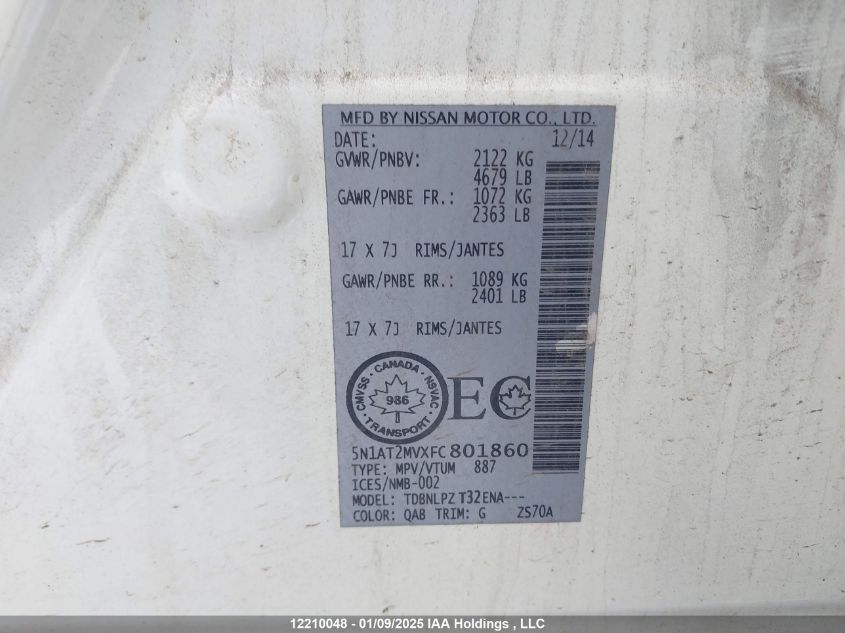 MFD BY NISSAN MOTOR CO., LTD.
DATE: 12/14
GVWR/PNBV: 2122 KG
4679 LB
GAWR/PNBE FR.: 1072 KG
2363 LB
17 X 7J RIMS/JANTES
GAWR/PNBE RR.: 1089 KG
2401 LB
17 X 7J RIMS/JANTES
CANADA
CMVSS · NSVAC
986
TRANSPORT
EC
5N1AT2MVXFC801860
TYPE: MPV/VTUM 887
ICES/NMB-002
MODEL: TDBNLPZ T32ENA---
COLOR: QAB TRIM: G ZS70A
12210048 - 01/09/2025 IAA Holdings , LLC